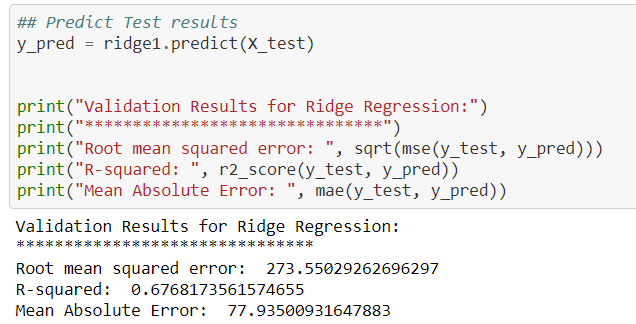 ## Predict Test results
y_pred = ridge1.predict(X_test)
print("Validation Results for Ridge Regression:")
print("*******************************")
print("Root mean squared error: ", sqrt(mse(y_test, y_pred)))
print("R-squared: ", r2_score(y_test, y_pred))
print("Mean Absolute Error: ", mae(y_test, y_pred))
Validation Results for Ridge Regression:
*******************************
Root mean squared error:  273.55029262696297
R-squared:  0.6768173561574655
Mean Absolute Error:  77.93500931647883